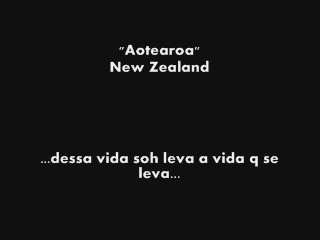 "Aotearoa"
New Zealand
...dessa vida soh leva a vida q se
leva...